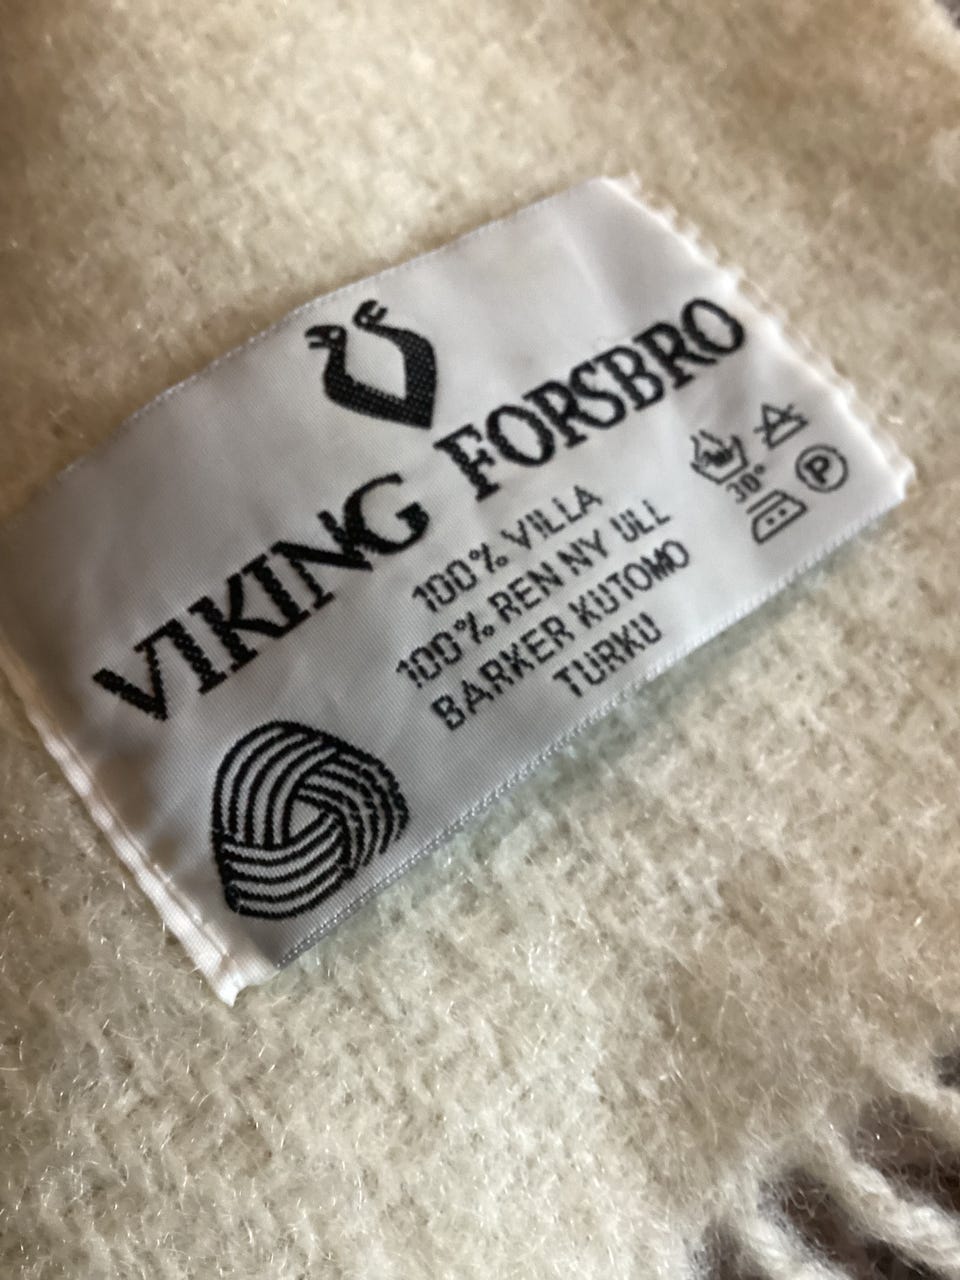 VIKING FORSBRO
100% VILLA
100% REN NY ULL
BARKER KUTOMO
TURKU
30°
P